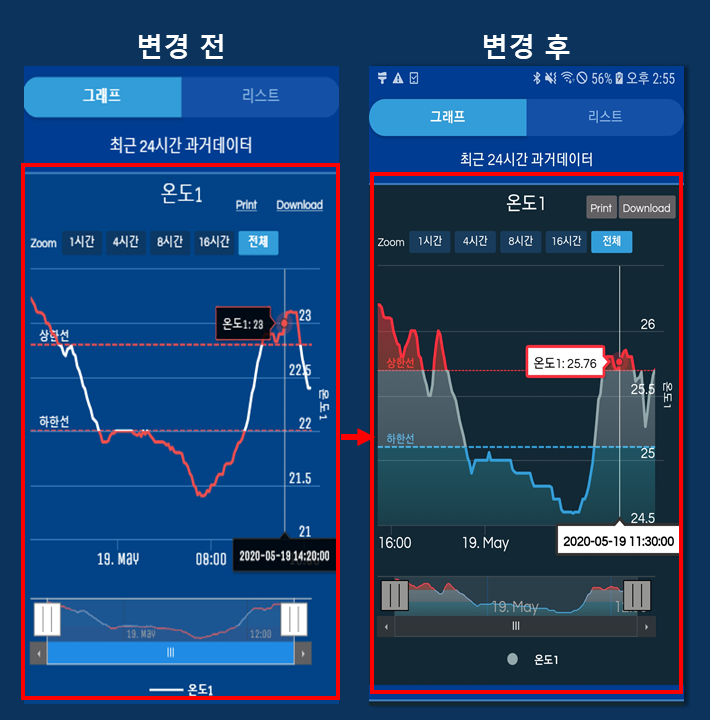 변경 전
그래프 리스트
최근 24시간 과거데이터
온도1
Print Download
Zoom 1시간 4시간 8시간 16시간 전체
23
온도1: 23
상한선
22.5
온도1
하한선
22
21.5
21
19. May 08:00
2020-05-19 14:20:00
19. May 12:00
온도1
변경 후
56% 오후 2:55
그래프 리스트
최근 24시간 과거데이터
온도1
Print Download
Zoom 1시간 4시간 8시간 16시간 전체
26
온도1: 25.76
상한선
25.5
온도1
하한선
25
24.5
16:00 19. May
2020-05-19 11:30:00
19. May
온도1